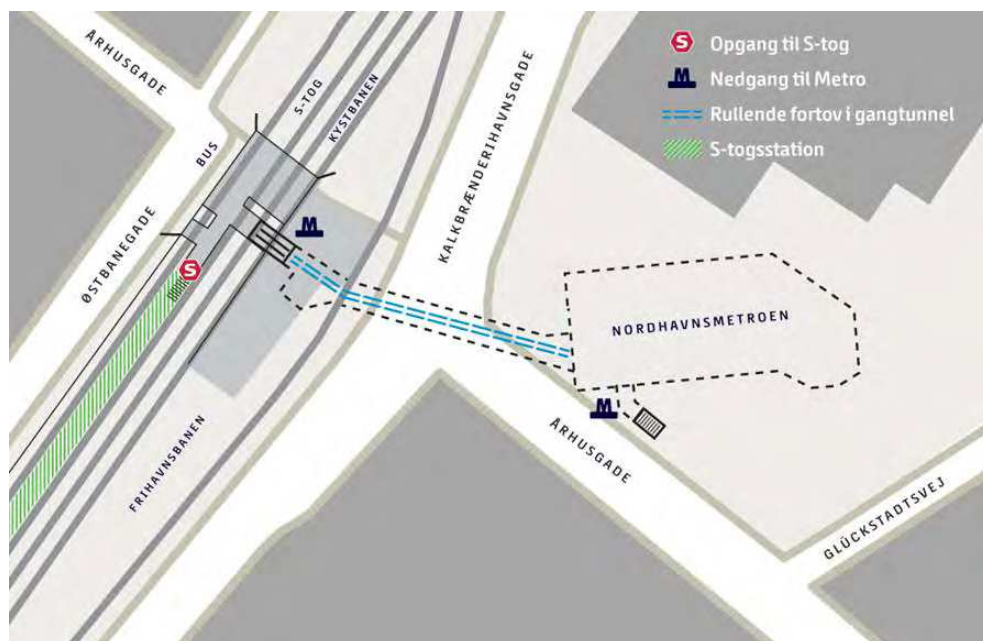 ÅRHUSGADE
S-TOG
KYSTBANEN
BUS
ØSTBANEGADE
KALKBRÆNDERIHAVNSGADE
S Opgang til S-tog
M Nedgang til Metro
Rullende fortov i gangtunnel
S-togsstation
M
S
NORDHAVNSMETROEN
M
FRIHAVNSBANEN
ÅRHUSGADE
GLÜCKSTADTSVEJ